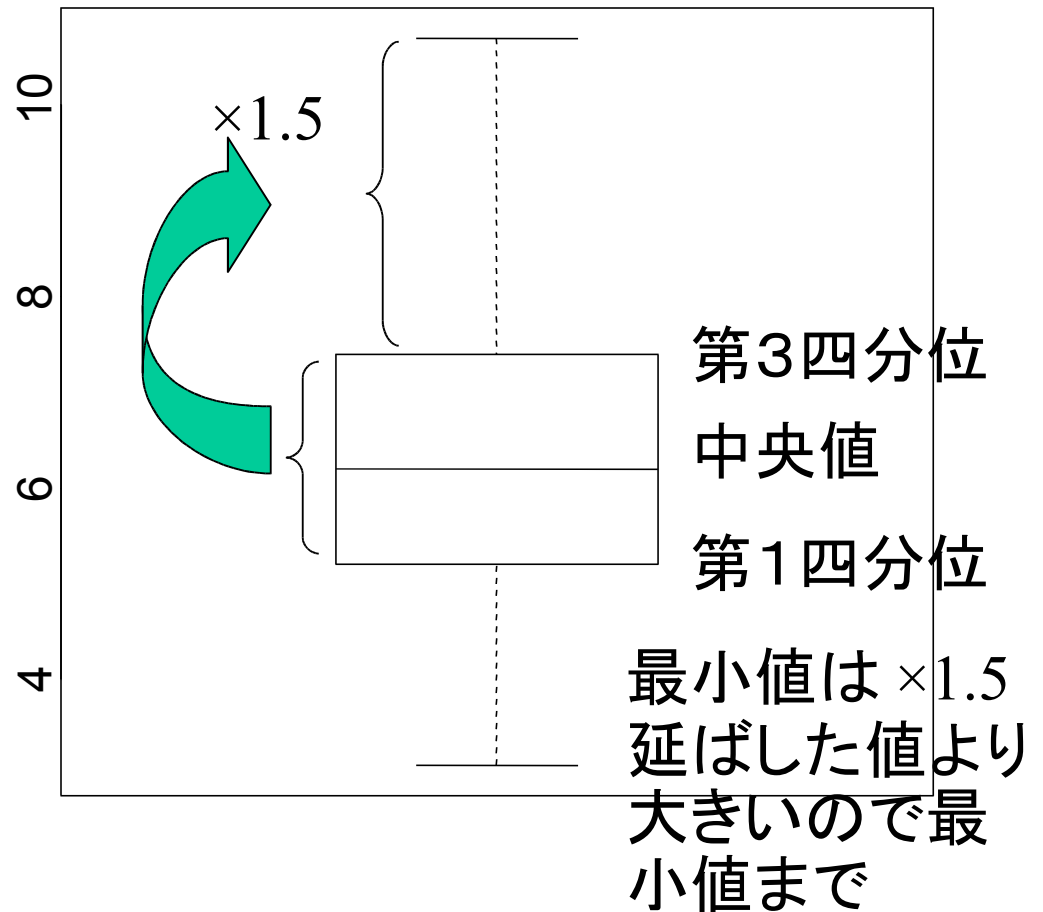 10
×1.5
8
第3四分位
中央値
6
第1四分位
4
最小値は ×1.5
延ばした値より
大きいので最
小値まで